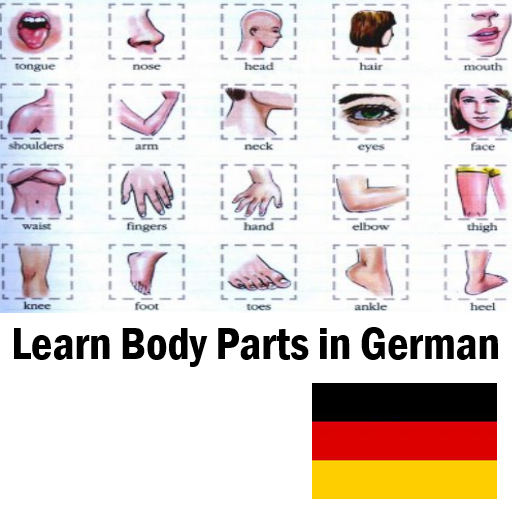 tongue nose head hair mouth
shoulders arm neck eyes face
waist fingers hand elbow thigh
knee foot toes ankle heel
Learn Body Parts in German